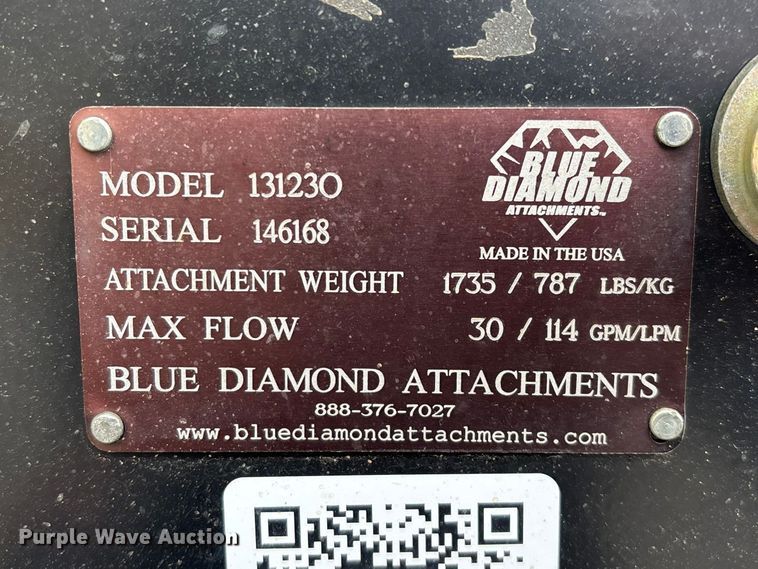 BLUE
DIAMOND
ATTACHMENTS™
MODEL 131230
SERIAL 146168
MADE IN THE USA
ATTACHMENT WEIGHT 1735 / 787 LBS/KG
MAX FLOW 30 / 114 GPM/LPM
BLUE DIAMOND ATTACHMENTS
888-376-7027
www.bluediamondattachments.com
Purple Wave Auction